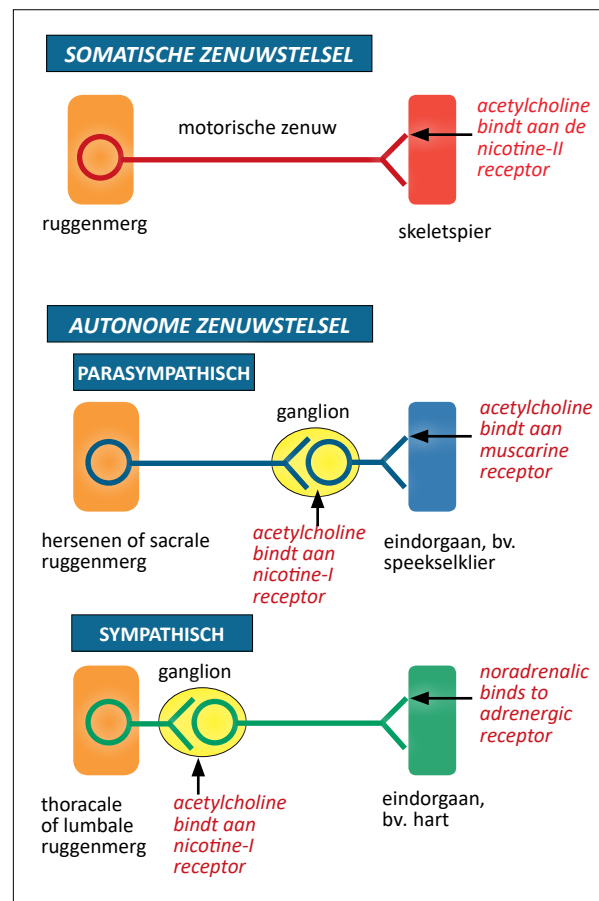 SOMATISCHE ZENUWSTELSEL
motorische zenuw
acetylcholine
bindt aan de
nicotine-II
receptor
ruggenmerg
skeletspier
AUTONOME ZENUWSTELSEL
PARASYMPATHISCH
ganglion
acetylcholine
bindt aan
muscarine
receptor
hersenen of sacrale
ruggenmerg
acetylcholine
bindt aan
nicotine-I
receptor
eindorgaan, bv.
speekselklier
SYMPATHISCH
ganglion
noradrenalic
binds to
adrenergic
receptor
thoracale
of lumbale
ruggenmerg
acetylcholine
bindt aan
nicotine-I
receptor
eindorgaan,
bv. hart